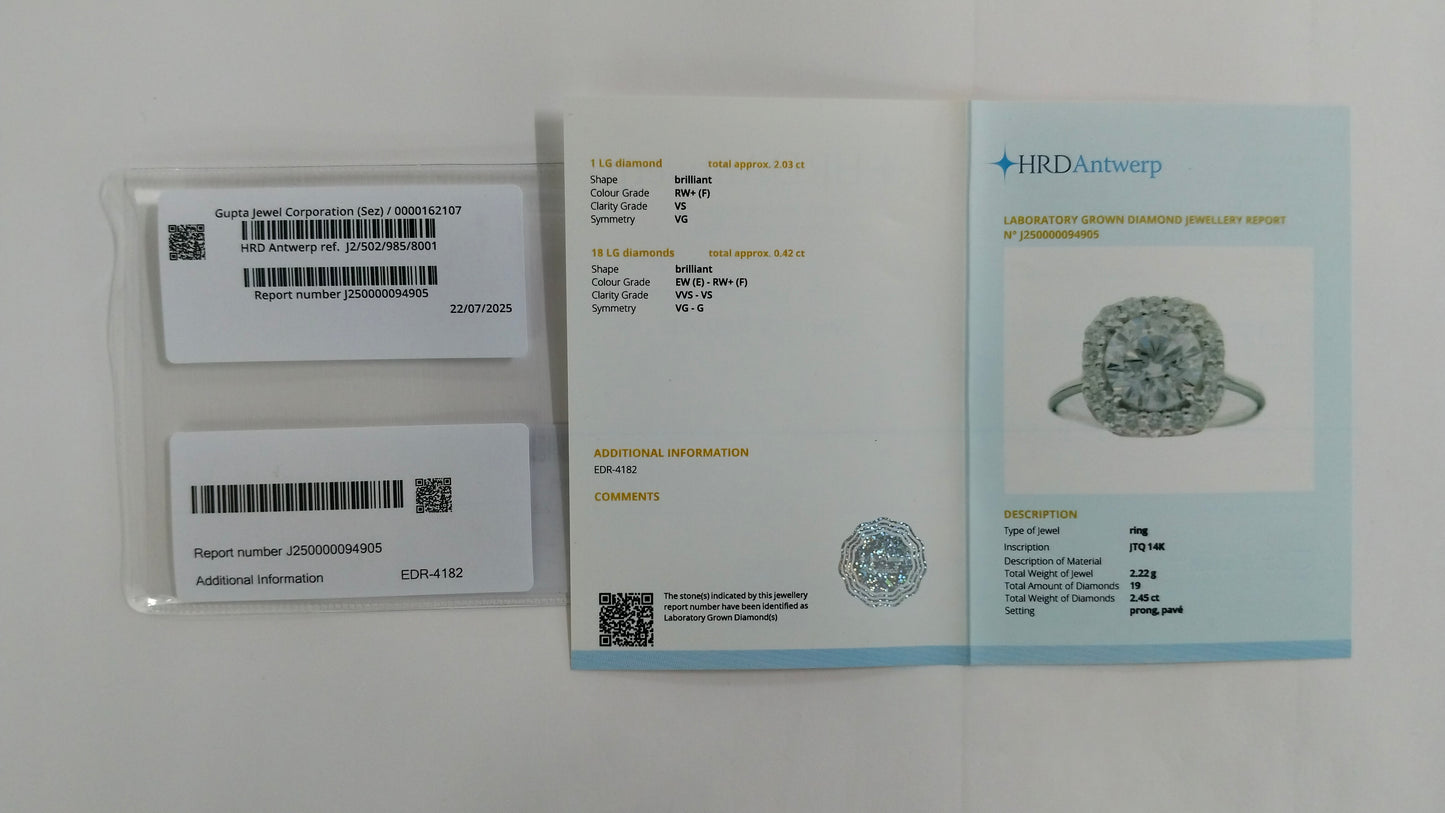 Gupta Jewel Corporation (Sez) / 0000162107
HRD Antwerp ref. J2/502/985/8001
Report number J250000094905
22/07/2025
Report number J250000094905
Additional Information EDR-4182
1 LG diamond total approx. 2.03 ct
Shape brilliant
Colour Grade RW+ (F)
Clarity Grade VS
Symmetry VG
18 LG diamonds total approx. 0.42 ct
Shape brilliant
Colour Grade EW (E) - RW+ (F)
Clarity Grade VVS - VS
Symmetry VG - G
ADDITIONAL INFORMATION
EDR-4182
COMMENTS
The stone(s) indicated by this jewellery
report number have been identified as
Laboratory Grown Diamond(s)
HRDAntwerp
LABORATORY GROWN DIAMOND JEWELLERY REPORT
N° J250000094905
DESCRIPTION
Type of Jewel ring
Inscription JTQ 14K
Description of Material
Total Weight of Jewel 2.22 g
Total Amount of Diamonds 19
Total Weight of Diamonds 2.45 ct
Setting prong, pavé